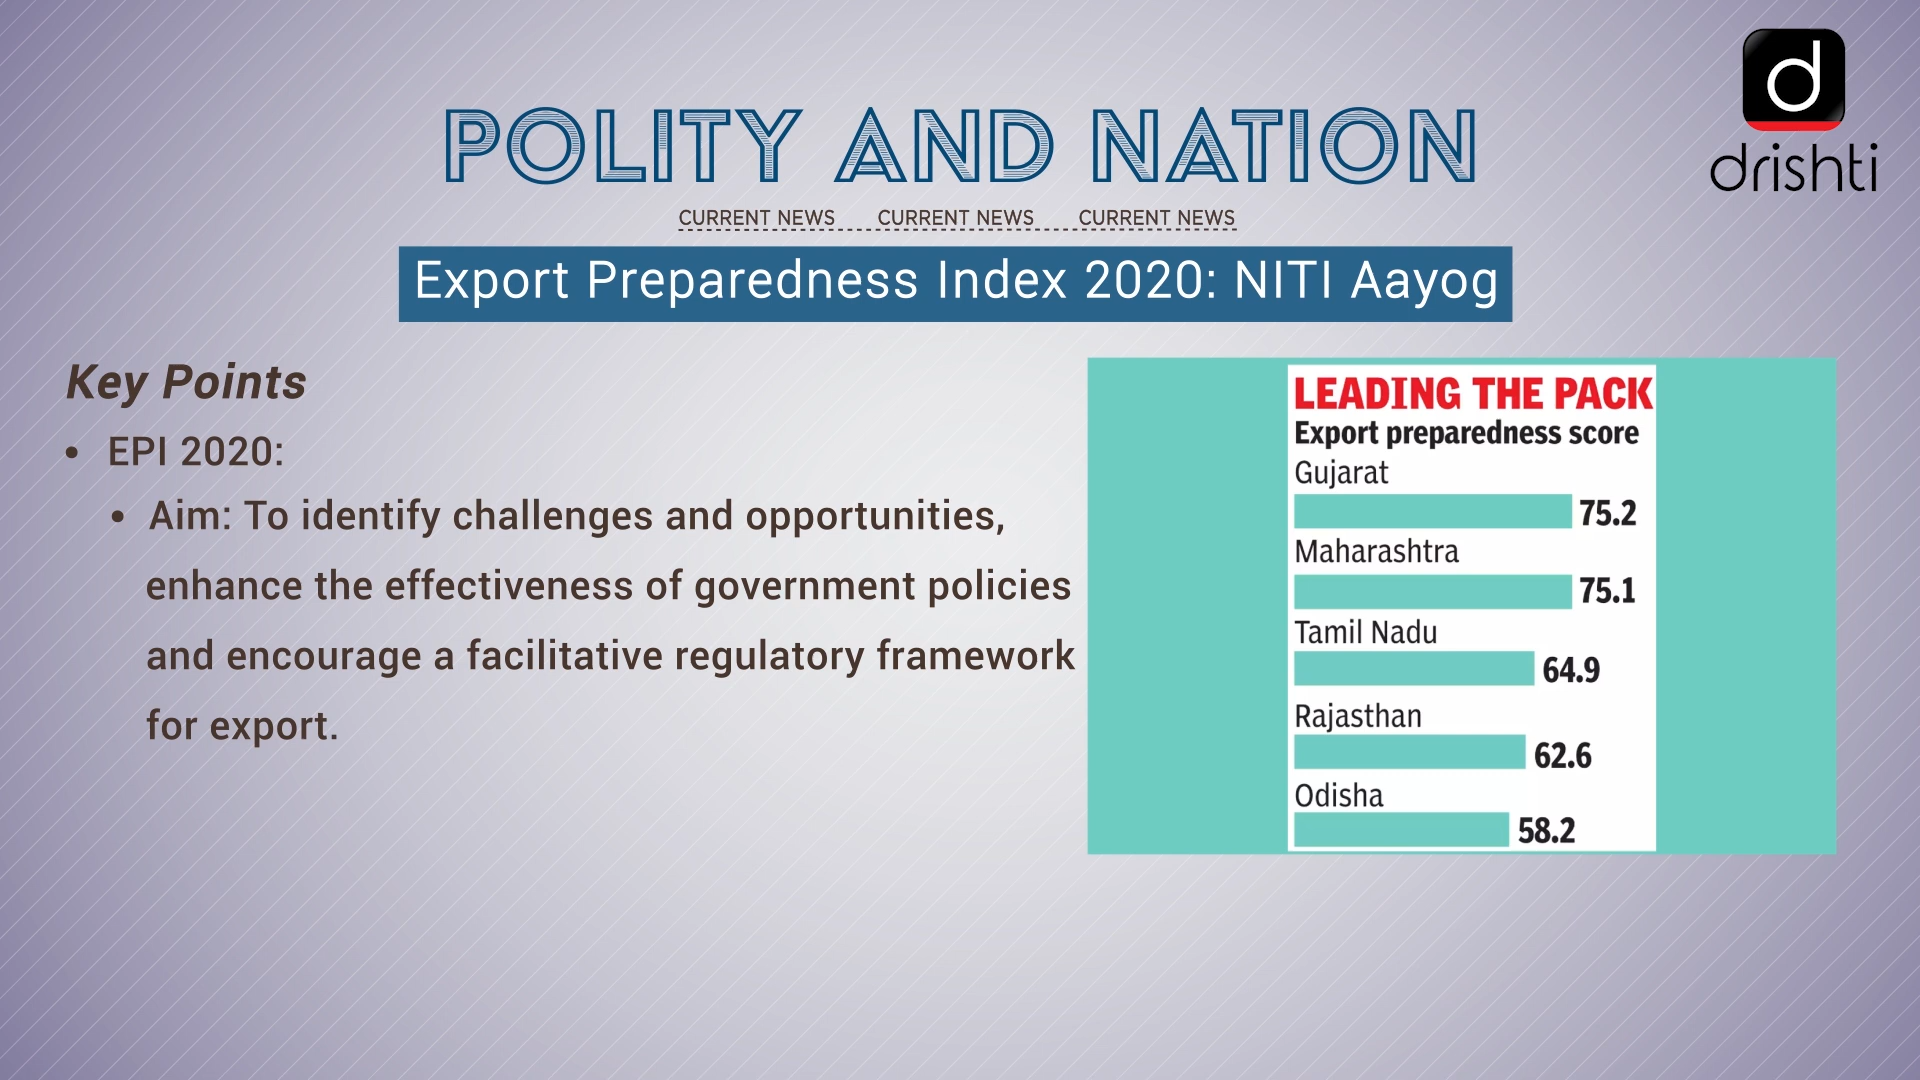 d
drishti
POLITY AND NATION
CURRENT NEWS CURRENT NEWS CURRENT NEWS
Export Preparedness Index 2020: NITI Aayog
Key Points
• EPI 2020:
• Aim: To identify challenges and opportunities,
enhance the effectiveness of government policies
and encourage a facilitative regulatory framework
for export.
LEADING THE PACK
Export preparedness score
Gujarat
75.2
Maharashtra
75.1
Tamil Nadu
64.9
Rajasthan
62.6
Odisha
58.2